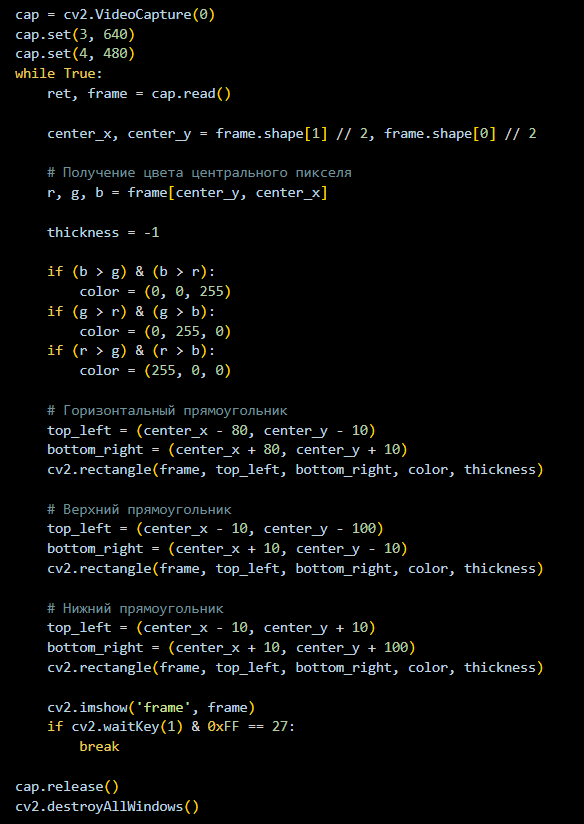 cap = cv2.VideoCapture(0)
cap.set(3, 640)
cap.set(4, 480)
while True:
    ret, frame = cap.read()

    center_x, center_y = frame.shape[1] // 2, frame.shape[0] // 2

    # Получение цвета центрального пикселя
    r, g, b = frame[center_y, center_x]

    thickness = -1

    if (b > g) & (b > r):
        color = (0, 0, 255)
    if (g > r) & (g > b):
        color = (0, 255, 0)
    if (r > g) & (r > b):
        color = (255, 0, 0)

    # Горизонтальный прямоугольник
    top_left = (center_x - 80, center_y - 10)
    bottom_right = (center_x + 80, center_y + 10)
    cv2.rectangle(frame, top_left, bottom_right, color, thickness)

    # Верхний прямоугольник
    top_left = (center_x - 10, center_y - 100)
    bottom_right = (center_x + 10, center_y - 10)
    cv2.rectangle(frame, top_left, bottom_right, color, thickness)

    # Нижний прямоугольник
    top_left = (center_x - 10, center_y + 10)
    bottom_right = (center_x + 10, center_y + 100)
    cv2.rectangle(frame, top_left, bottom_right, color, thickness)

    cv2.imshow('frame', frame)
    if cv2.waitKey(1) & 0xFF == 27:
        break

cap.release()
cv2.destroyAllWindows()